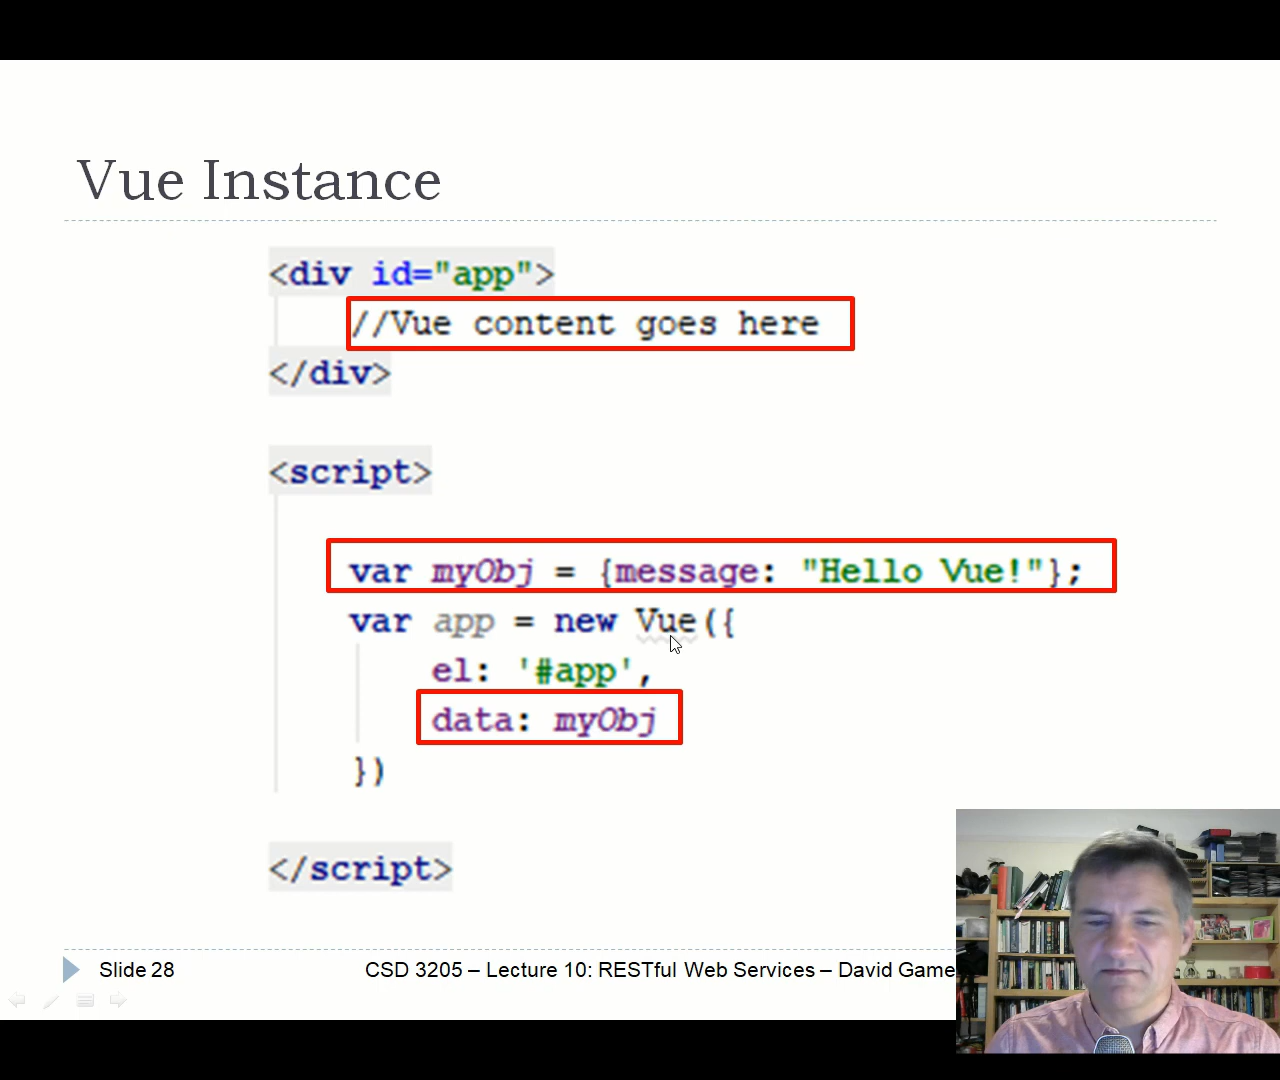 Vue Instance
<div id="app">
//Vue content goes here
</div>
<script>
var myObj = {message: "Hello Vue!"};
var app = new Vue({
el: '#app',
data: myObj
})
</script>
Slide 28
CSD 3205 – Lecture 10: RESTful Web Services – David Game